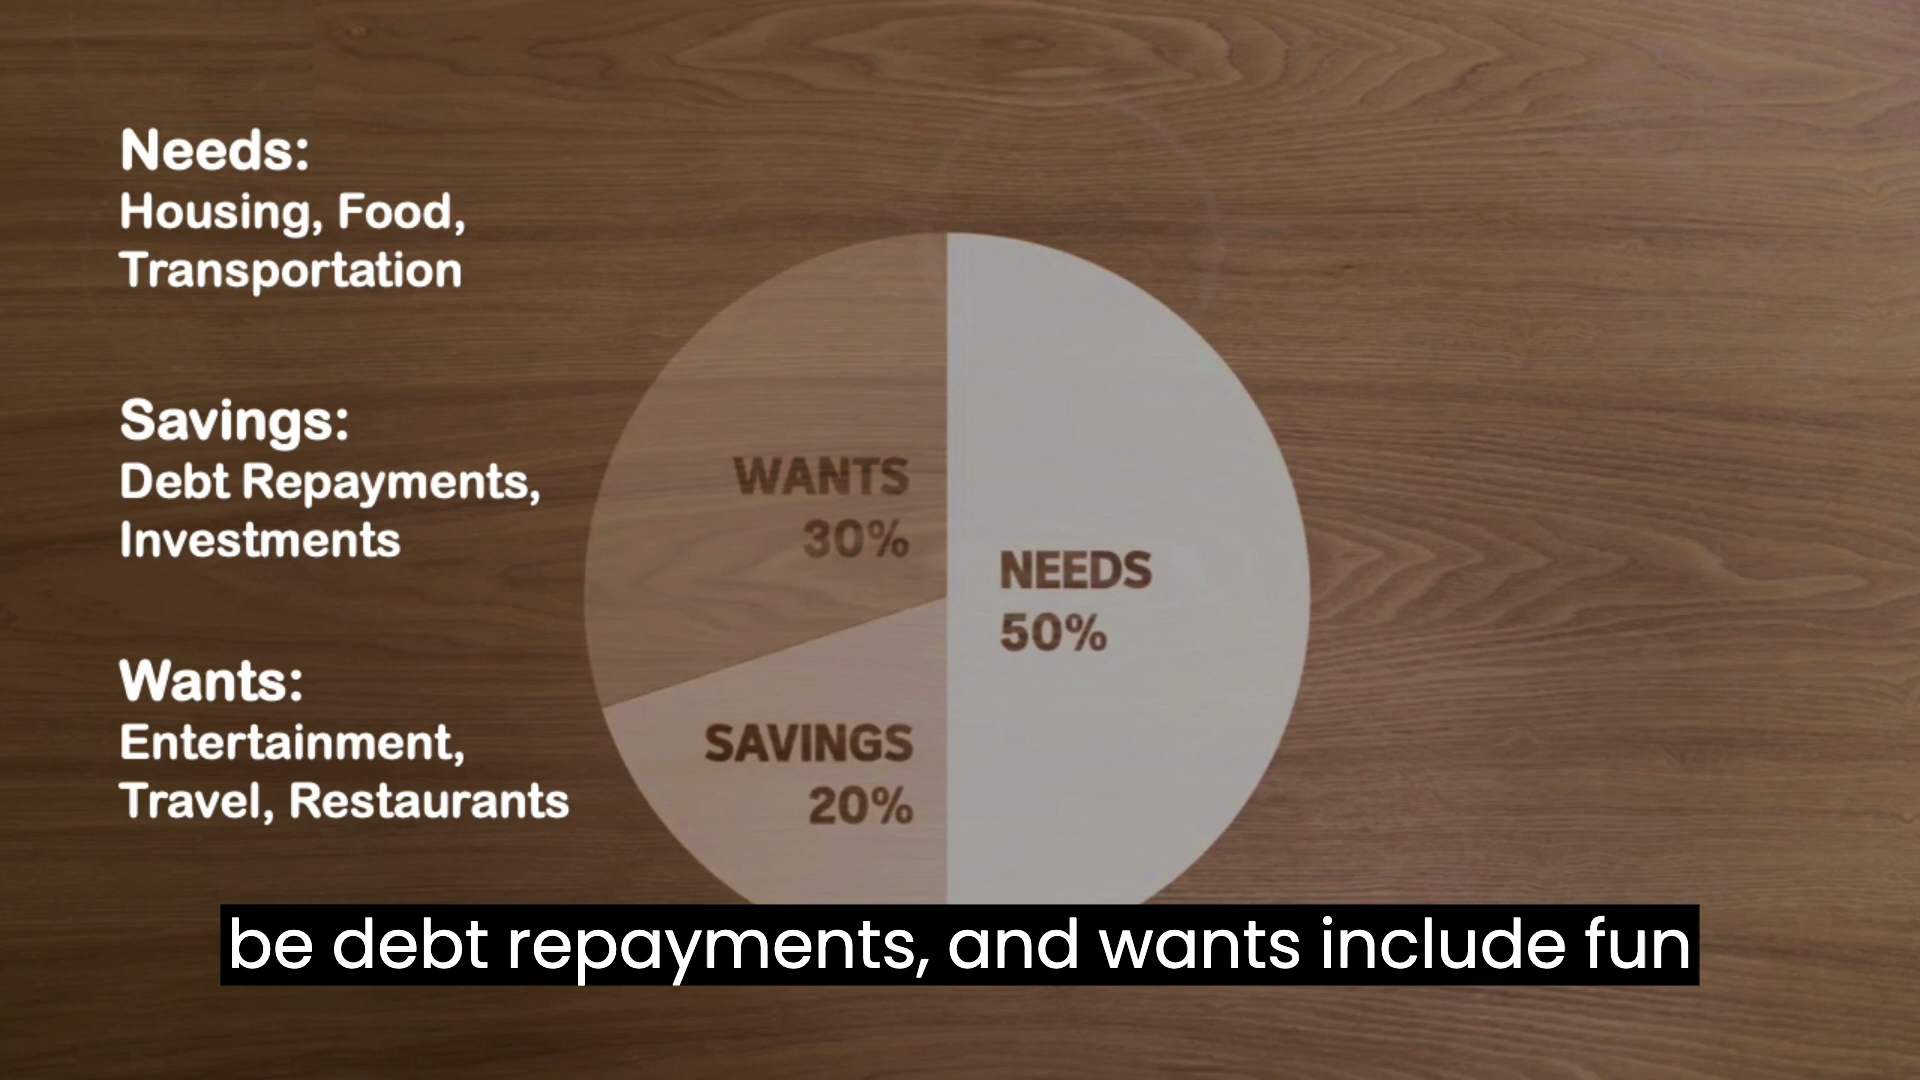 Needs:
Housing, Food,
Transportation
Savings:
Debt Repayments,
Investments
Wants:
Entertainment,
Travel, Restaurants
WANTS
30%
NEEDS
50%
SAVINGS
20%
be debt repayments, and wants include fun